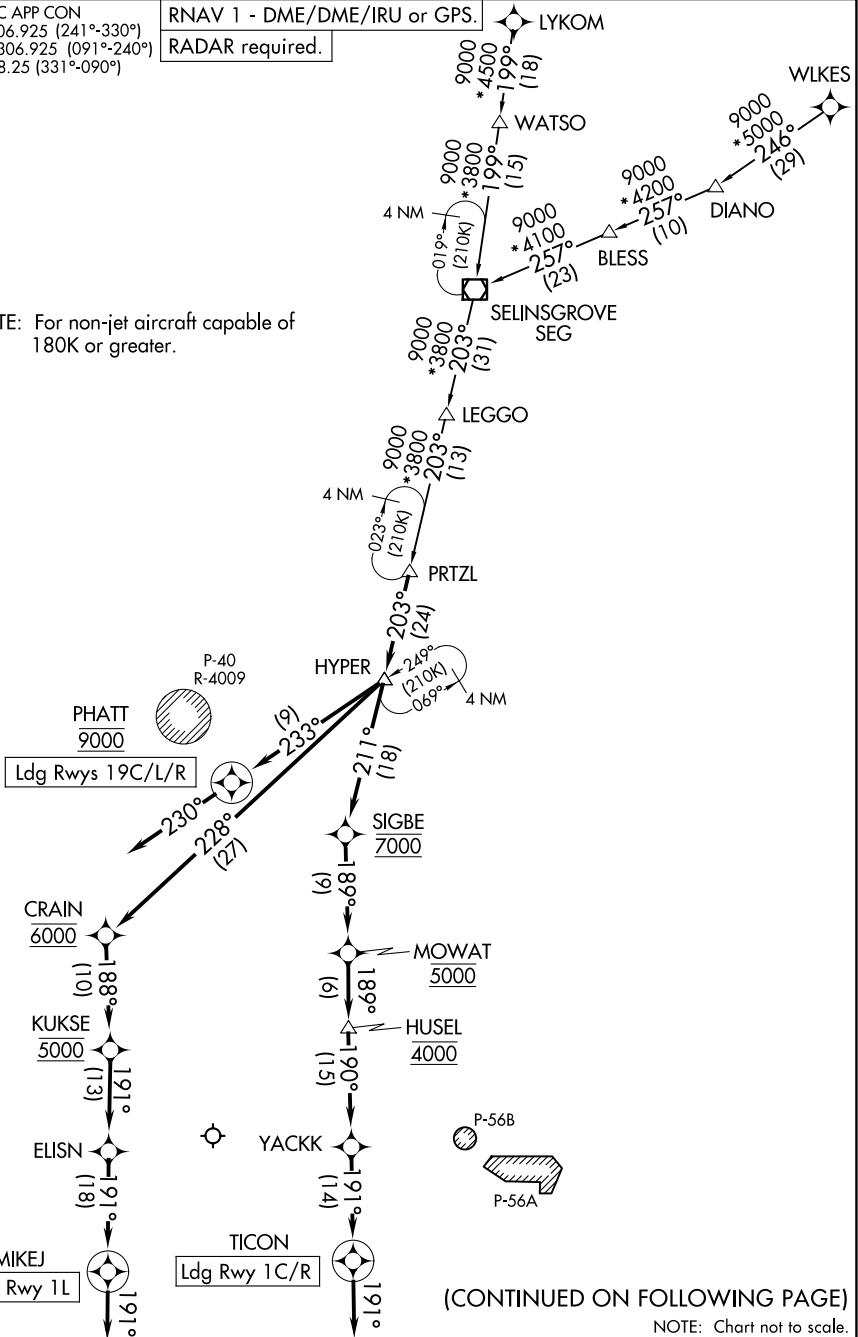 C APP CON
06.925 (241°-330°)
306.925 (091°-240°)
8.25 (331°-090°)
RNAV 1 - DME/DME/IRU or GPS.
RADAR required.
LYKOM
9000
*4500
199°
(18)
WLKES
WATSO
9000
*5000
246°
(29)
9000
*3800
199°
(15)
DIANO
9000
*4200
257°
(10)
4 NM
019°
(210K)
BLESS
9000
*4100
257°
(23)
SELINSGROVE
SEG
TE: For non-jet aircraft capable of
180K or greater.
9000
*3800
203°
(31)
LEGGO
9000
*3800
203°
(13)
4 NM
023°
(210K)
PRTZL
203°
(24)
HYPER
249°
(210K)
069°
4 NM
P-40
R-4009
PHATT
9000
Ldg Rwys 19C/L/R
(9)
233°
230°
228°
(27)
211°
(18)
SIGBE
7000
189°
(9)
CRAIN
6000
188°
(10)
MOWAT
5000
189°
(6)
KUKSE
5000
191°
(13)
HUSEL
4000
190°
(15)
ELISN
191°
(18)
YACKK
191°
(14)
P-56B
P-56A
MIKEJ
Rwy 1L
191°
TICON
Ldg Rwy 1C/R
191°
(CONTINUED ON FOLLOWING PAGE)
NOTE: Chart not to scale.